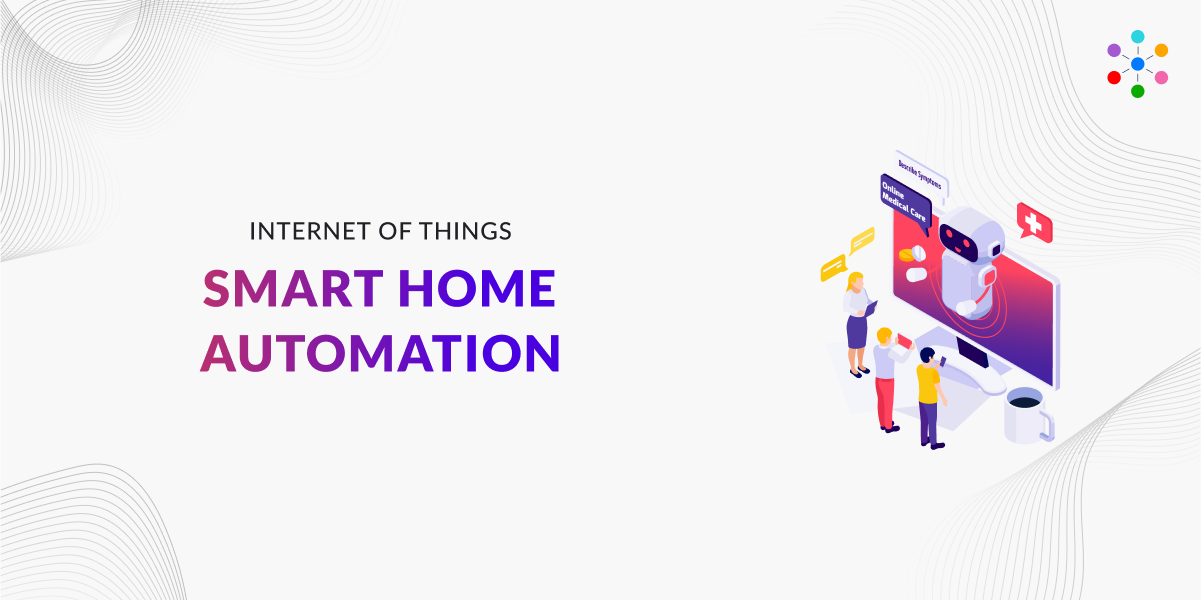 INTERNET OF THINGS
SMART HOME
AUTOMATION
Describe Symptoms
Online
Medical Care